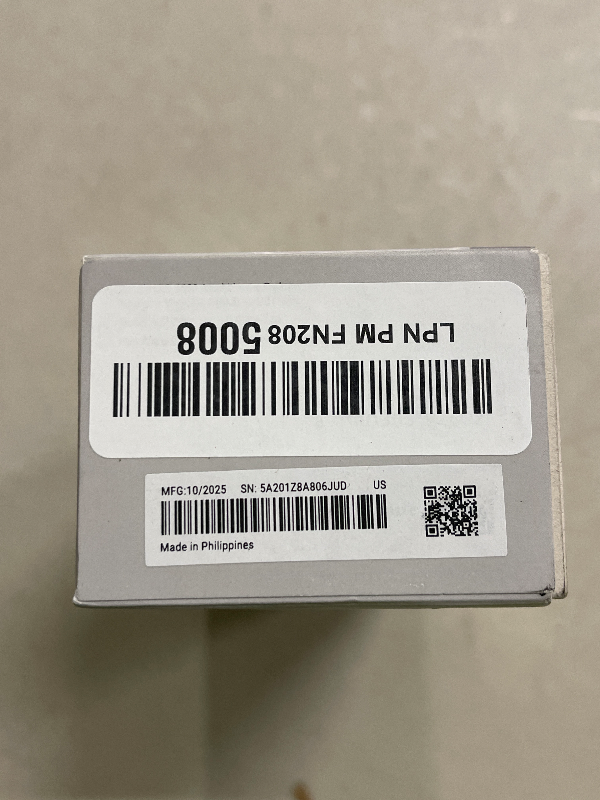 LPN PM FN208 5008
MFG:10/2025 SN: 5A201Z8A806JUD US
Made in Philippines